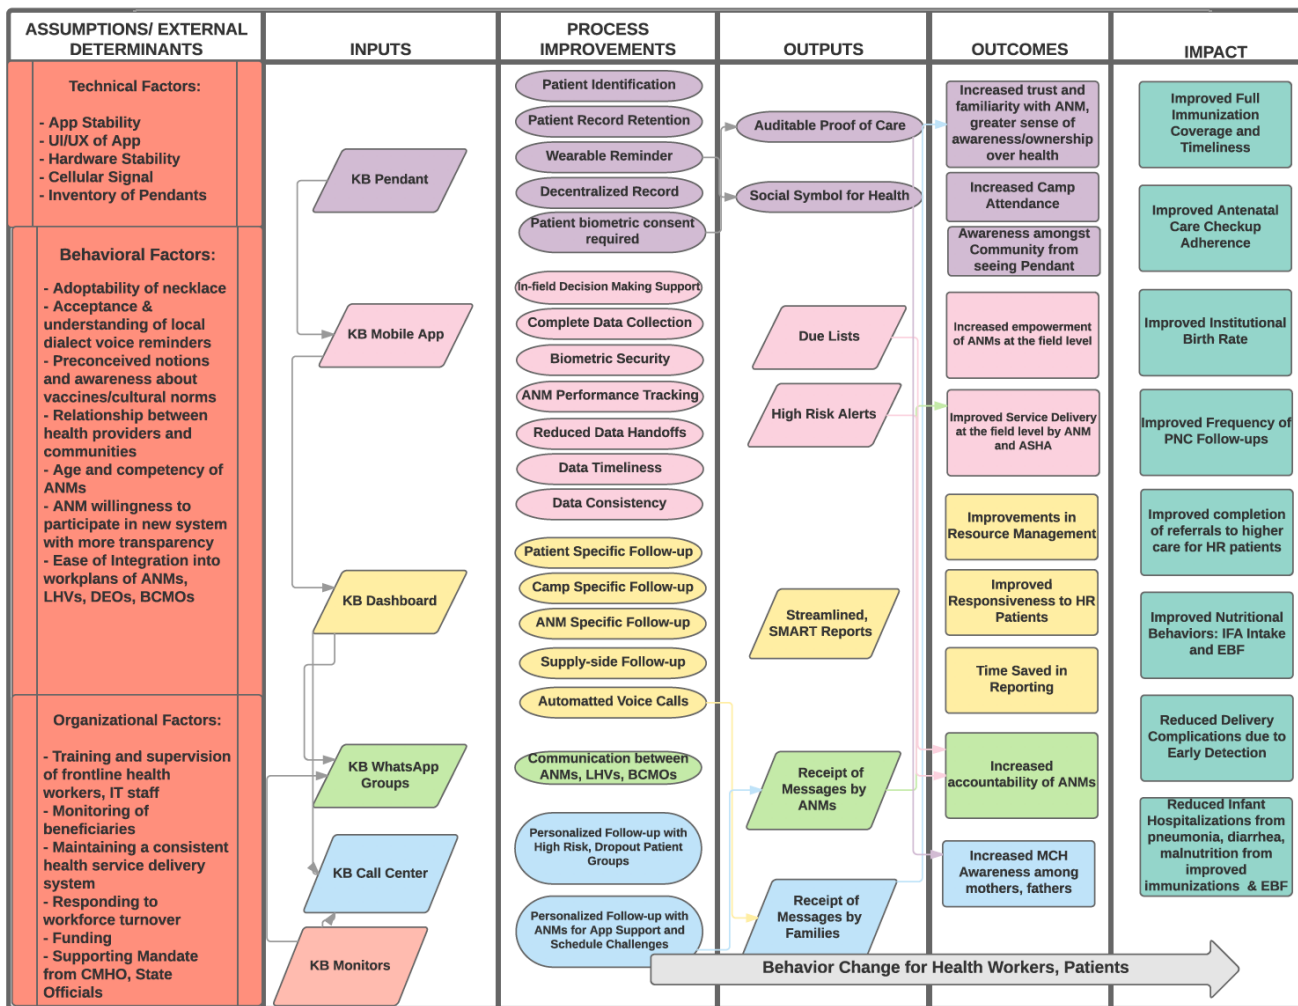 ASSUMPTIONS/ EXTERNAL
DETERMINANTS
INPUTS
PROCESS
IMPROVEMENTS
OUTPUTS
OUTCOMES
IMPACT
Technical Factors:
- App Stability
- UI/UX of App
- Hardware Stability
- Cellular Signal
- Inventory of Pendants
Behavioral Factors:
- Adoptability of necklace
- Acceptance &
understanding of local
dialect voice reminders
- Preconceived notions
and awareness about
vaccines/cultural norms
- Relationship between
health providers and
communities
- Age and competency of
ANMs
- ANM willingness to
participate in new system
with more transparency
- Ease of Integration into
workplans of ANMs,
LHVs, DEOs, BCMOs
Organizational Factors:
- Training and supervision
of frontline health
workers, IT staff
- Monitoring of
beneficiaries
- Maintaining a consistent
health service delivery
system
- Responding to
workforce turnover
- Funding
- Supporting Mandate
from CMHO, State
Officials
KB Pendant
KB Mobile App
KB Dashboard
KB WhatsApp
Groups
KB Call Center
KB Monitors
Patient Identification
Patient Record Retention
Wearable Reminder
Decentralized Record
Patient biometric consent
required
In-field Decision Making Support
Complete Data Collection
Biometric Security
ANM Performance Tracking
Reduced Data Handoffs
Data Timeliness
Data Consistency
Patient Specific Follow-up
Camp Specific Follow-up
ANM Specific Follow-up
Supply-side Follow-up
Automatted Voice Calls
Communication between
ANMs, LHVs, BCMOs
Personalized Follow-up with
High Risk, Dropout Patient
Groups
Personalized Follow-up with
ANMs for App Support and
Schedule Challenges
Auditable Proof of Care
Social Symbol for Health
Due Lists
High Risk Alerts
Streamlined,
SMART Reports
Receipt of
Messages by
ANMs
Receipt of
Messages by
Families
Increased trust and
familiarity with ANM,
greater sense of
awareness/ownership
over health
Increased Camp
Attendance
Awareness amongst
Community from
seeing Pendant
Increased empowerment
of ANMs at the field level
Improved Service Delivery
at the field level by ANM
and ASHA
Improvements in
Resource Management
Improved
Responsiveness to HR
Patients
Time Saved in
Reporting
Increased
accountability of ANMs
Increased MCH
Awareness among
mothers, fathers
Improved Full
Immunization
Coverage and
Timeliness
Improved Antenatal
Care Checkup
Adherence
Improved Institutional
Birth Rate
Improved Frequency of
PNC Follow-ups
Improved completion
of referrals to higher
care for HR patients
Improved Nutritional
Behaviors: IFA Intake
and EBF
Reduced Delivery
Complications due to
Early Detection
Reduced Infant
Hospitalizations from
pneumonia, diarrhea,
malnutrition from
improved
immunizations & EBF
Behavior Change for Health Workers, Patients